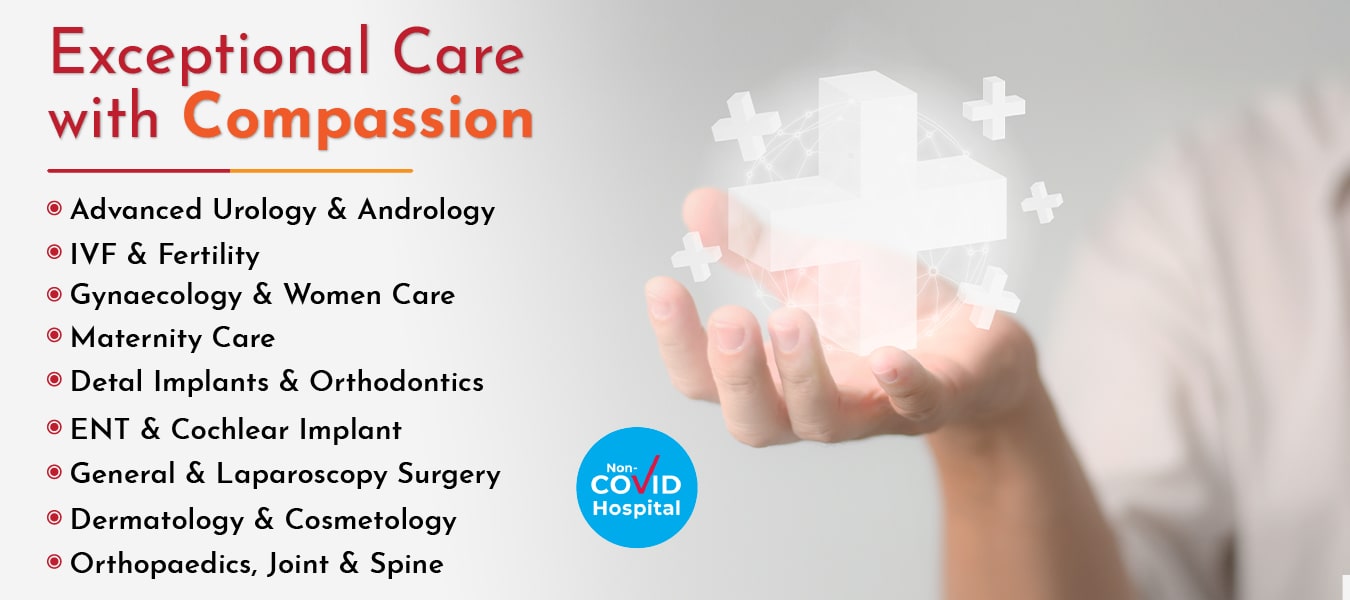 Exceptional Care
with Compassion
Advanced Urology & Andrology
IVF & Fertility
Gynaecology & Women Care
Maternity Care
Detal Implants & Orthodontics
ENT & Cochlear Implant
General & Laparoscopy Surgery
Dermatology & Cosmetology
Orthopaedics, Joint & Spine
Non-
COVID
Hospital